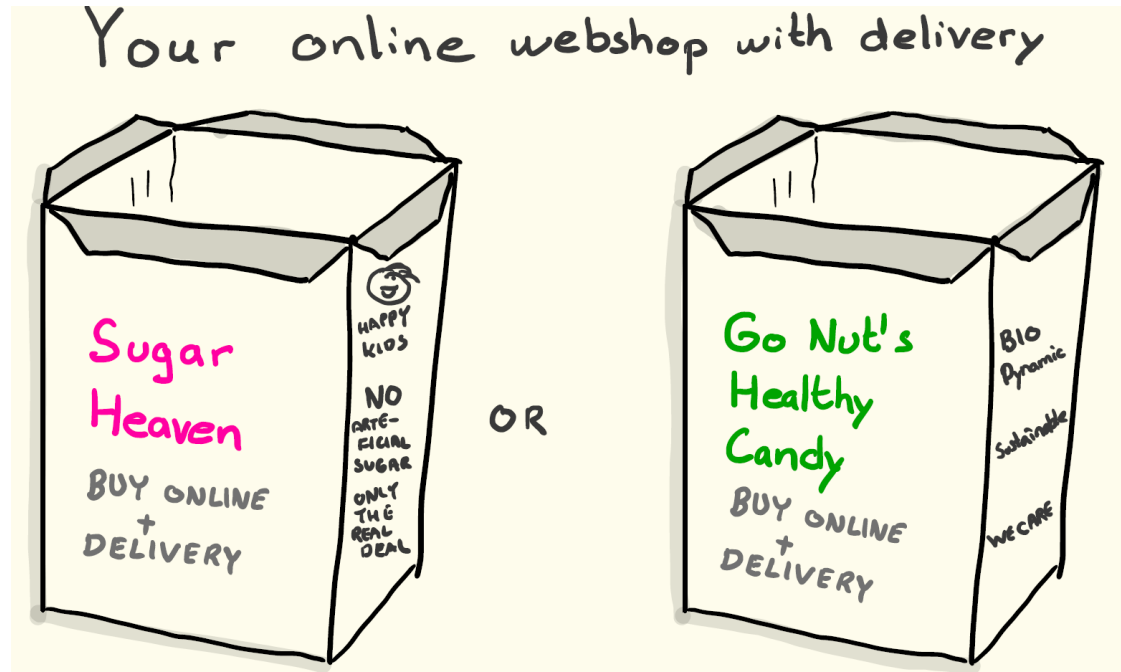 Your online webshop with delivery
Sugar
Heaven
BUY ONLINE
+
DELIVERY
HAPPY
KIDS
NO
ARTE-
FICIAL
SUGAR
ONLY
THE
REAL
DEAL
OR
Go Nut's
Healthy
Candy
BUY ONLINE
+
DELIVERY
BIO
Dynamic
Sustainable
WE CARE